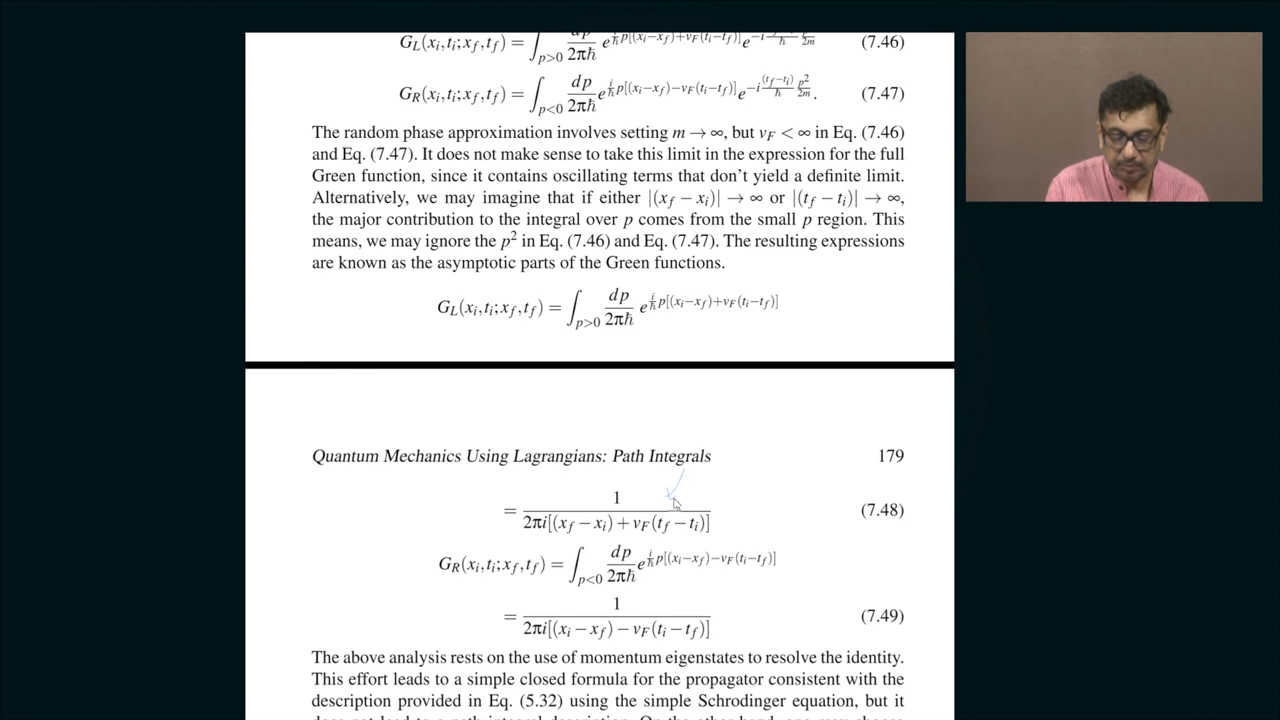 G_L(x_i,t_i;x_f,t_f) = ∫_{p>0} dp/2πℏ e^{i/ℏ p[(x_i−x_f)+v_F(t_i−t_f)]} (7.46)
G_R(x_i,t_i;x_f,t_f) = ∫_{p<0} dp/2πℏ e^{i/ℏ p[(x_i−x_f)−v_F(t_i−t_f)]} e^{−i (t_f−t_i)/ℏ p²/2m}. (7.47)
The random phase approximation involves setting m → ∞, but v_F < ∞ in Eq. (7.46)
and Eq. (7.47). It does not make sense to take this limit in the expression for the full
Green function, since it contains oscillating terms that don't yield a definite limit.
Alternatively, we may imagine that if either |(x_f − x_i)| → ∞ or |(t_f − t_i)| → ∞,
the major contribution to the integral over p comes from the small p region. This
means, we may ignore the p² in Eq. (7.46) and Eq. (7.47). The resulting expressions
are known as the asymptotic parts of the Green functions.
G_L(x_i,t_i;x_f,t_f) = ∫_{p>0} dp/2πℏ e^{i/ℏ p[(x_i−x_f)+v_F(t_i−t_f)]}
Quantum Mechanics Using Lagrangians: Path Integrals 179
= 1/2πi[(x_f − x_i) + v_F(t_f − t_i)] (7.48)
G_R(x_i,t_i;x_f,t_f) = ∫_{p<0} dp/2πℏ e^{i/ℏ p[(x_i−x_f)−v_F(t_i−t_f)]}
= 1/2πi[(x_i − x_f) − v_F(t_i − t_f)] (7.49)
The above analysis rests on the use of momentum eigenstates to resolve the identity.
This effort leads to a simple closed formula for the propagator consistent with the
description provided in Eq. (5.32) using the simple Schrodinger equation, but it